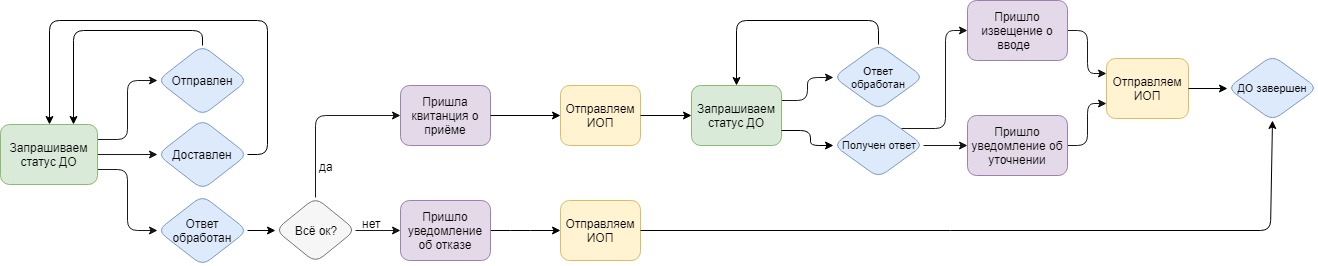 Запрашиваем
статус ДО
Отправлен
Доставлен
Ответ
обработан
Всё ок?
да
нет
Пришла
квитанция о
приёме
Отправляем
ИОП
Пришло
уведомление
об отказе
Отправляем
ИОП
Запрашиваем
статус ДО
Ответ
обработан
Получен ответ
Пришло
извещение о
вводе
Пришло
уведомление об
уточнении
Отправляем
ИОП
ДО завершен